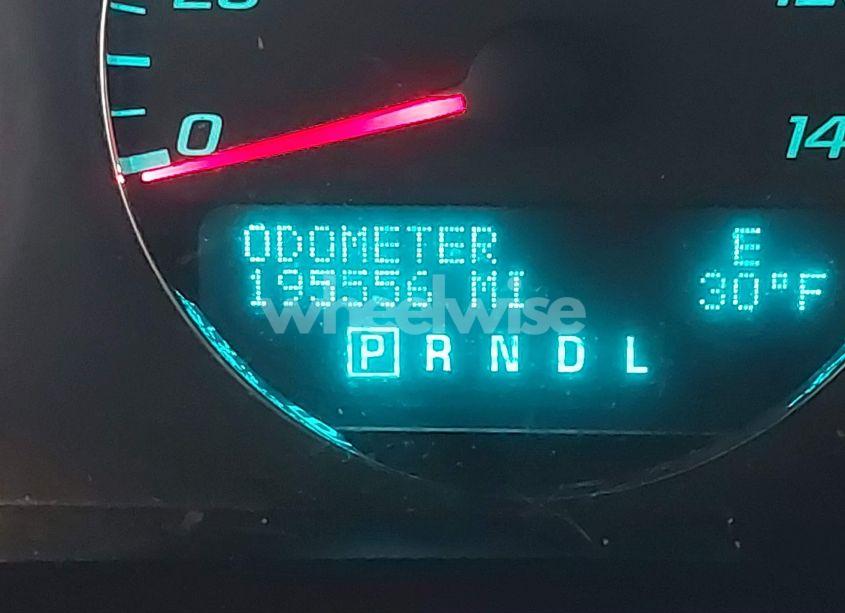 0
14
ODOMETER E
195556 MI 30°F
wheelwise
P R N D L